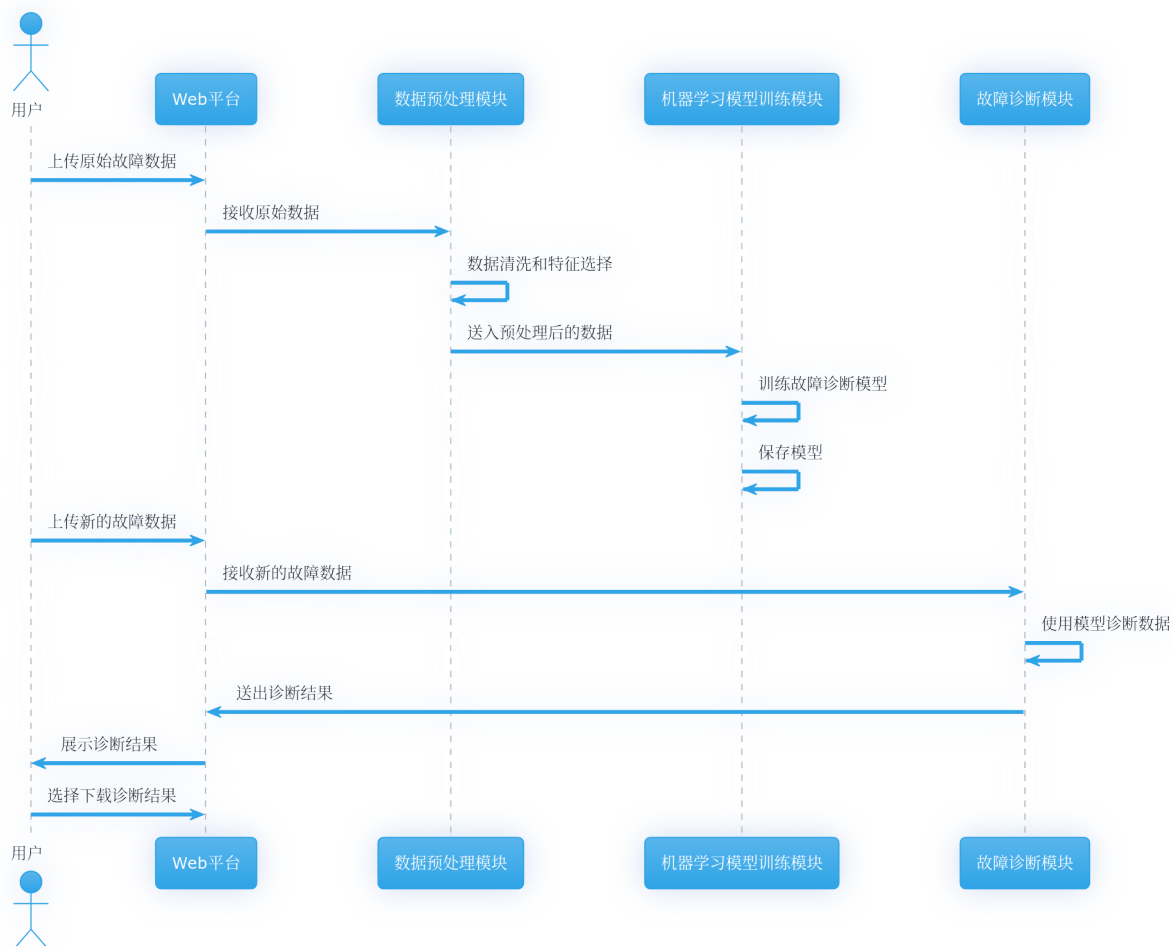 用户
Web平台
数据预处理模块
机器学习模型训练模块
故障诊断模块
上传原始故障数据
接收原始数据
数据清洗和特征选择
送入预处理后的数据
训练故障诊断模型
保存模型
上传新的故障数据
接收新的故障数据
使用模型诊断数据
送出诊断结果
展示诊断结果
选择下载诊断结果
用户
Web平台
数据预处理模块
机器学习模型训练模块
故障诊断模块